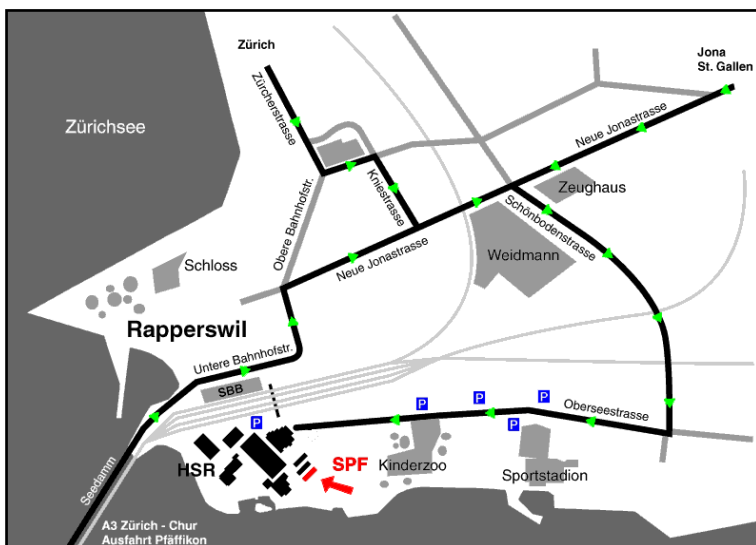 Zürich
Jona
St. Gallen
Zürichsee
Zürcherstrasse
Neue Jonastrasse
Zeughaus
Kniestrasse
Obere Bahnhofstr.
Schönbodenstrasse
Schloss
Neue Jonastrasse
Weidmann
Rapperswil
Untere Bahnhofstr.
SBB
P
P
P
P
P
Oberseestrasse
HSR
SPF
Kinderzoo
Sportstadion
Seedamm
A3 Zürich - Chur
Ausfahrt Pfäffikon